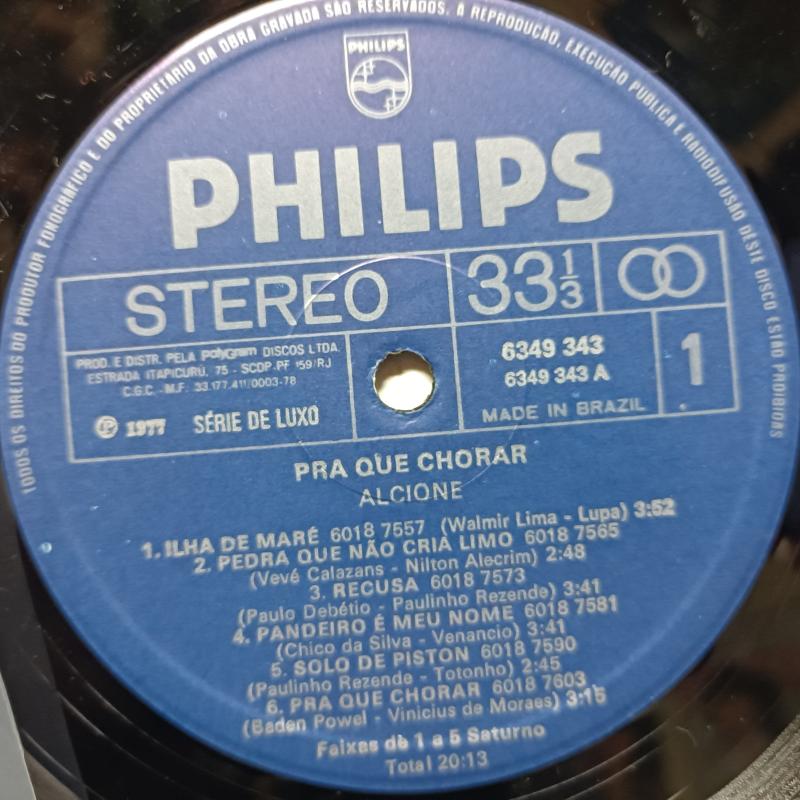 TODOS OS DIREITOS DO PRODUTOR FONOGRÁFICO E DO PROPRIETÁRIO DA OBRA GRAVADA SÃO RESERVADOS. A REPRODUÇÃO, EXECUÇÃO PUBLICA E RADIODIFUSÃO DESTE DISCO ESTÃO PROIBIDAS
PHILIPS
PHILIPS
STEREO 33 1/3
PROD. E DISTR. PELA PolyGram DISCOS LTDA.
ESTRADA ITAPICURU, 75 - SCDP-PF 159/RJ
C.G.C. - M.F. 33.177.411/0003-78
℗ 1977 SÉRIE DE LUXO
6349 343
6349 343 A
MADE IN BRAZIL
1
PRA QUE CHORAR
ALCIONE
1. ILHA DE MARÉ 6018 7557 (Walmir Lima - Lupa) 3:52
2. PEDRA QUE NÃO CRIA LIMO 6018 7565
(Vevé Calazans - Nilton Alecrim) 2:48
3. RECUSA 6018 7573
(Paulo Debétio - Paulinho Rezende) 3:41
4. PANDEIRO É MEU NOME 6018 7581
(Chico da Silva - Venancio) 3:41
5. SOLO DE PISTON 6018 7590
(Paulinho Rezende - Totonho) 2:45
6. PRA QUE CHORAR 6018 7603
(Baden Powel - Vinicius de Moraes) 3:15
Faixas de 1 a 5 Saturno
Total 20:13